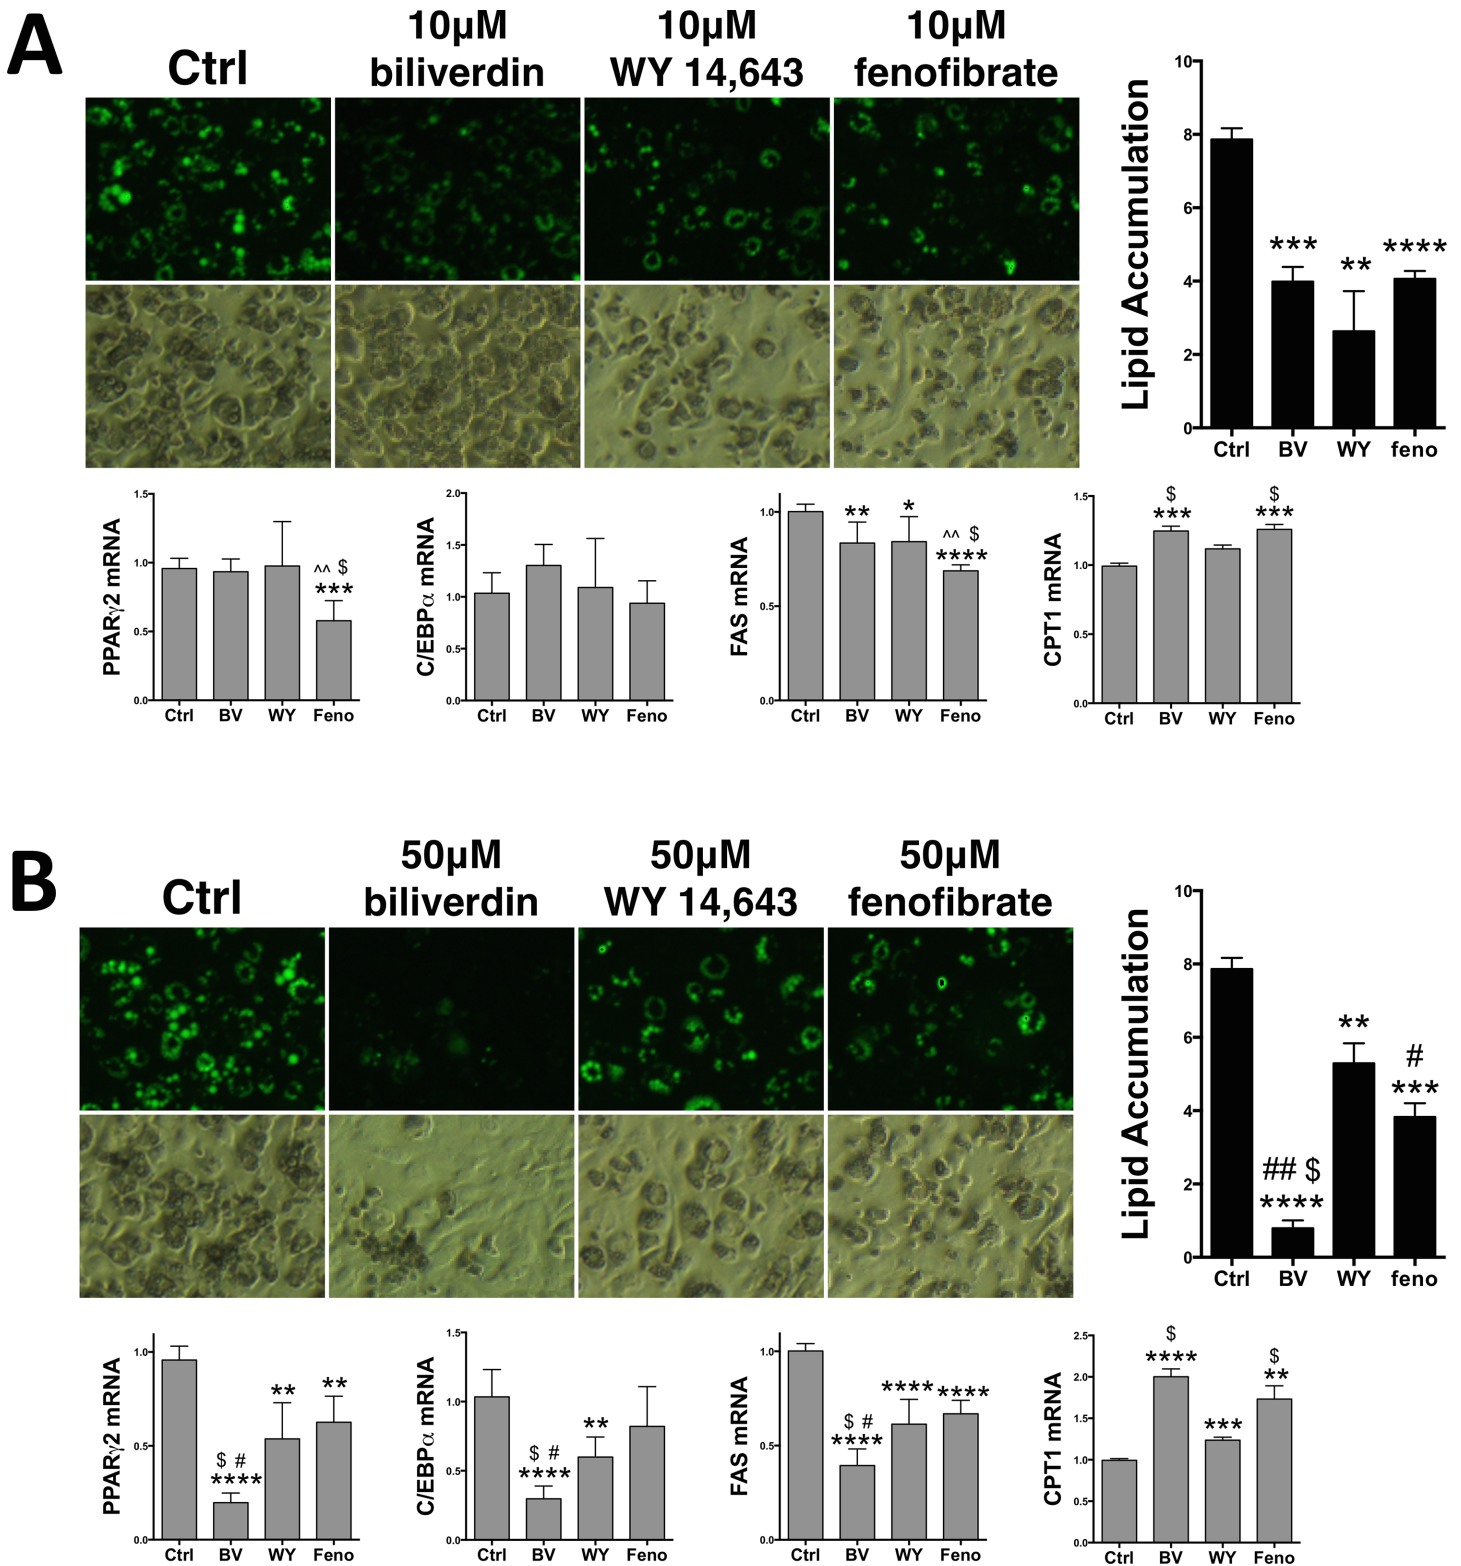 A
Ctrl
10µM
biliverdin
10µM
WY 14,643
10µM
fenofibrate
Lipid Accumulation
10
8
6
4
2
0
***
**
****
Ctrl
BV
WY
feno
PPARγ2 mRNA
1.5
1.0
0.5
0.0
^^ $
***
Ctrl
BV
WY
Feno
C/EBPα mRNA
2.0
1.5
1.0
0.5
0.0
Ctrl
BV
WY
Feno
FAS mRNA
1.0
0.5
0.0
**
*
^^ $
****
Ctrl
BV
WY
Feno
CPT1 mRNA
1.5
1.0
0.5
0.0
$
***
$
***
Ctrl
BV
WY
Feno
B
Ctrl
50µM
biliverdin
50µM
WY 14,643
50µM
fenofibrate
Lipid Accumulation
10
8
6
4
2
0
## $
****
**
#
***
Ctrl
BV
WY
feno
PPARγ2 mRNA
1.0
0.5
0.0
$ #
****
**
**
Ctrl
BV
WY
Feno
C/EBPα mRNA
1.5
1.0
0.5
0.0
$ #
****
**
Ctrl
BV
WY
Feno
FAS mRNA
1.0
0.5
0.0
$ #
****
****
****
Ctrl
BV
WY
Feno
CPT1 mRNA
2.5
2.0
1.5
1.0
0.5
0.0
$
****
***
$
**
Ctrl
BV
WY
Feno